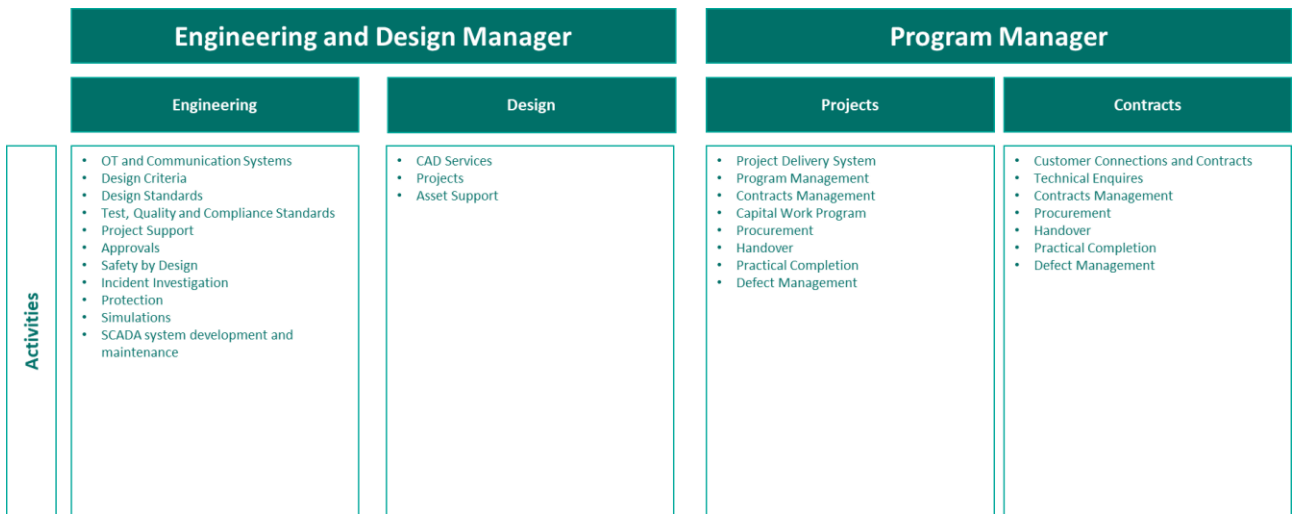 Engineering and Design Manager
Program Manager
Engineering
Design
Projects
Contracts
Activities
• OT and Communication Systems
• Design Criteria
• Design Standards
• Test, Quality and Compliance Standards
• Project Support
• Approvals
• Safety by Design
• Incident Investigation
• Protection
• Simulations
• SCADA system development and
maintenance
• CAD Services
• Projects
• Asset Support
• Project Delivery System
• Program Management
• Contracts Management
• Capital Work Program
• Procurement
• Handover
• Practical Completion
• Defect Management
• Customer Connections and Contracts
• Technical Enquires
• Contracts Management
• Procurement
• Handover
• Practical Completion
• Defect Management